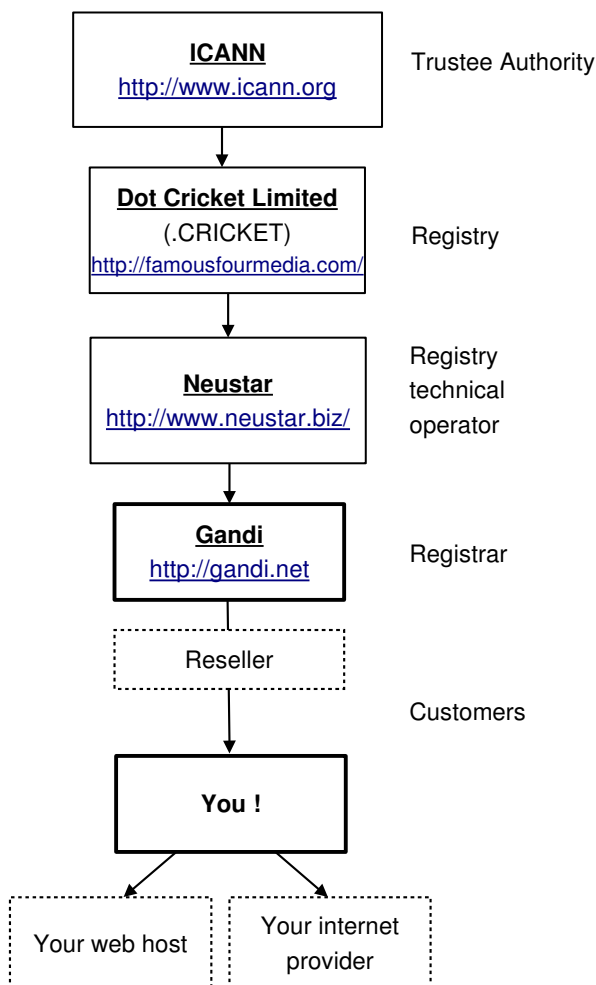 ICANN
http://www.icann.org
Trustee Authority
Dot Cricket Limited
(.CRICKET)
http://famousfourmedia.com/
Registry
Neustar
http://www.neustar.biz/
Registry
technical
operator
Gandi
http://gandi.net
Registrar
Reseller
Customers
You !
Your web host
Your internet
provider